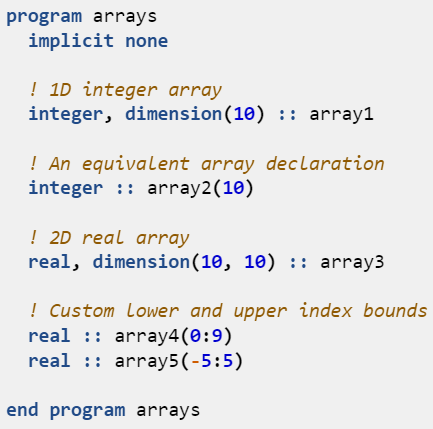 program arrays
implicit none
! 1D integer array
integer, dimension(10) :: array1
! An equivalent array declaration
integer :: array2(10)
! 2D real array
real, dimension(10, 10) :: array3
! Custom lower and upper index bounds
real :: array4(0:9)
real :: array5(-5:5)
end program arrays